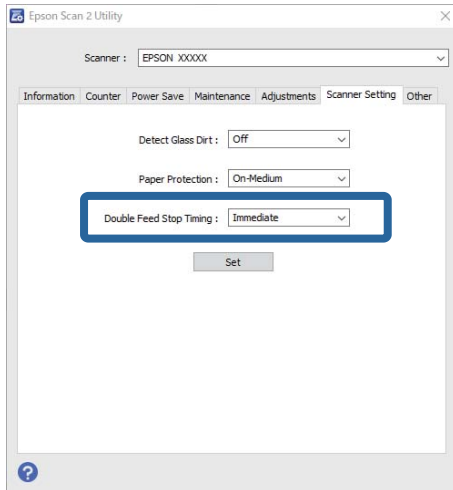 Epson Scan 2 Utility
Scanner : EPSON XXXXX
Information Counter Power Save Maintenance Adjustments Scanner Setting Other
Detect Glass Dirt : Off
Paper Protection : On-Medium
Double Feed Stop Timing : Immediate
Set
?